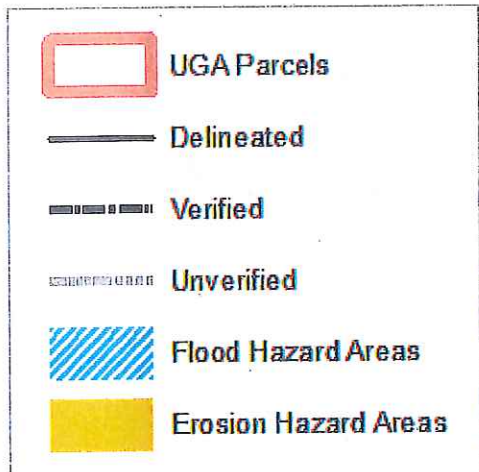 UGA Parcels
Delineated
Verified
Unverified
Flood Hazard Areas
Erosion Hazard Areas